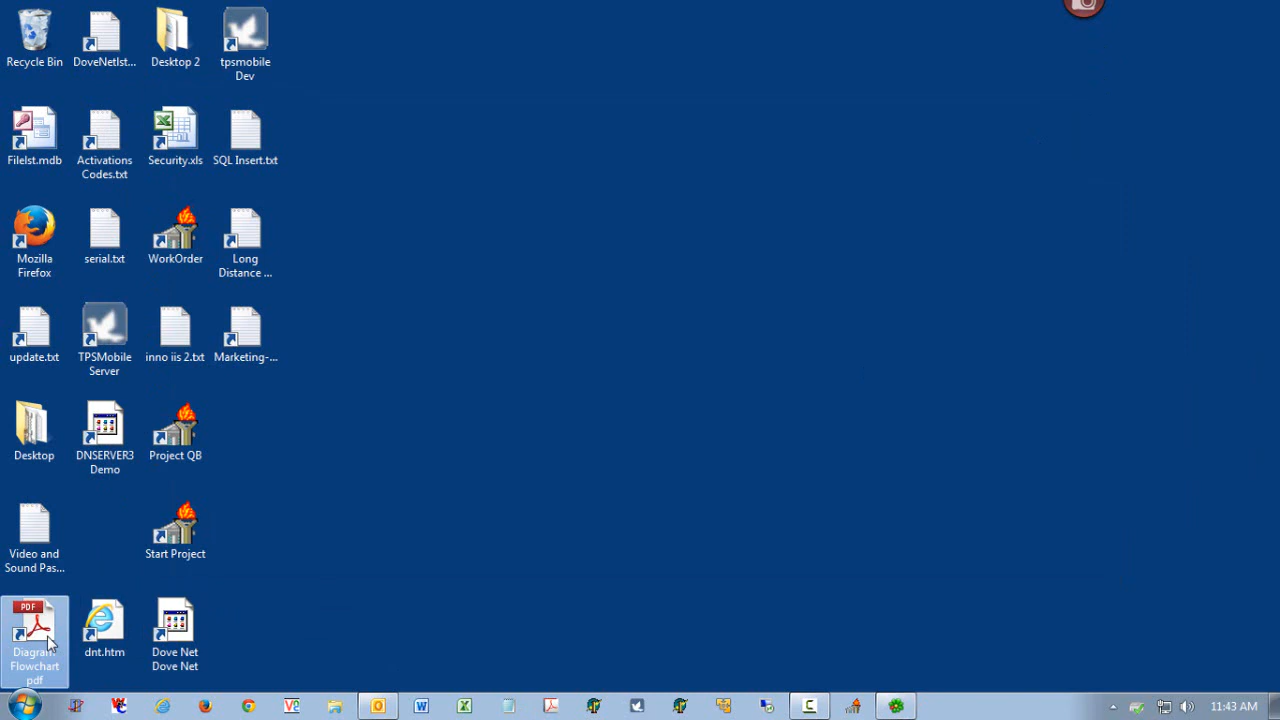 Recycle Bin
DoveNetIst...
Desktop 2
tpsmobile
Dev
Filelst.mdb
Activations
Codes.txt
Security.xls
SQL Insert.txt
Mozilla
Firefox
serial.txt
WorkOrder
Long
Distance ...
update.txt
TPSMobile
Server
inno iis 2.txt
Marketing-...
Desktop
DNSERVER3
Demo
Project QB
Video and
Sound Pas...
Start Project
PDF
Diagram
Flowchart
pdf
dnt.htm
Dove Net
Dove Net
11:43 AM